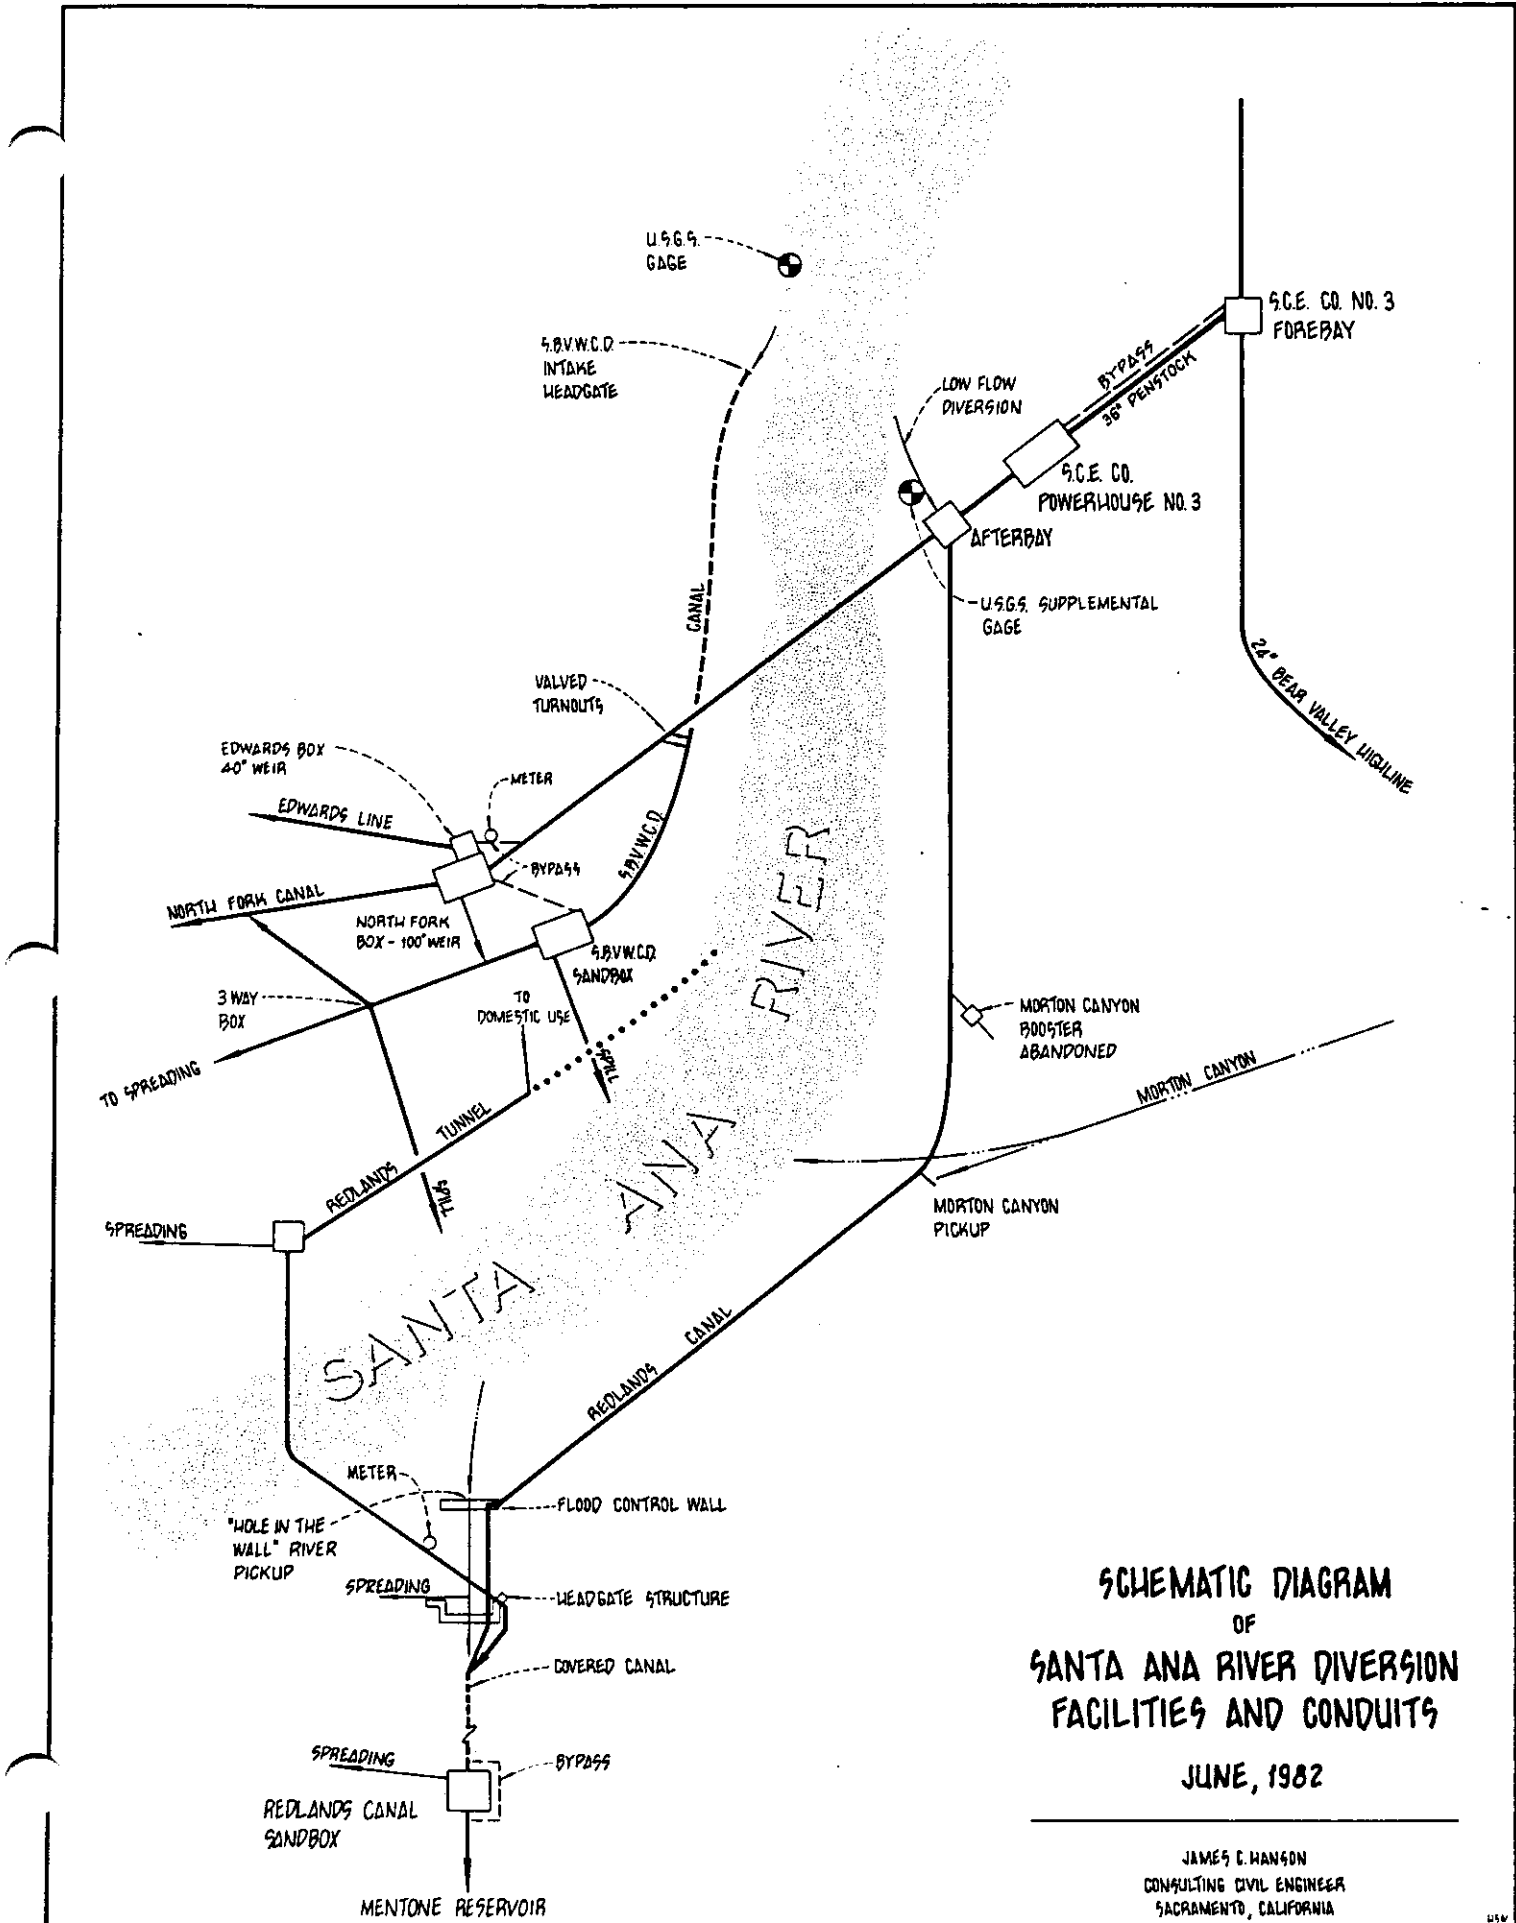 U.S.G.S.
GAGE
S.C.E. CO. NO. 3
FOREBAY
S.B.V.W.C.D.
INTAKE
HEADGATE
BYPASS
36" PENSTOCK
LOW FLOW
DIVERSION
S.C.E. CO.
POWERHOUSE NO. 3
AFTERBAY
CANAL
U.S.G.S. SUPPLEMENTAL
GAGE
24" BEAR VALLEY HIGHLINE
VALVED
TURNOUTS
EDWARDS BOX
40" WEIR
METER
EDWARDS LINE
S.B.V.W.C.D.
BYPASS
NORTH FORK CANAL
NORTH FORK
BOX - 100" WEIR
S.B.V.W.C.D.
SANDBOX
3 WAY
BOX
TO
DOMESTIC USE
TO SPREADING
SPILL
MORTON CANYON
BOOSTER
ABANDONED
MORTON CANYON
REDLANDS TUNNEL
SPILL
SPREADING
MORTON CANYON
PICKUP
SANTA ANA RIVER
REDLANDS CANAL
METER
FLOOD CONTROL WALL
"HOLE IN THE
WALL" RIVER
PICKUP
SPREADING
HEADGATE STRUCTURE
COVERED CANAL
SPREADING
BYPASS
REDLANDS CANAL
SANDBOX
MENTONE RESERVOIR
SCHEMATIC DIAGRAM
OF
SANTA ANA RIVER DIVERSION
FACILITIES AND CONDUITS
JUNE, 1982
JAMES C. HANSON
CONSULTING CIVIL ENGINEER
SACRAMENTO, CALIFORNIA